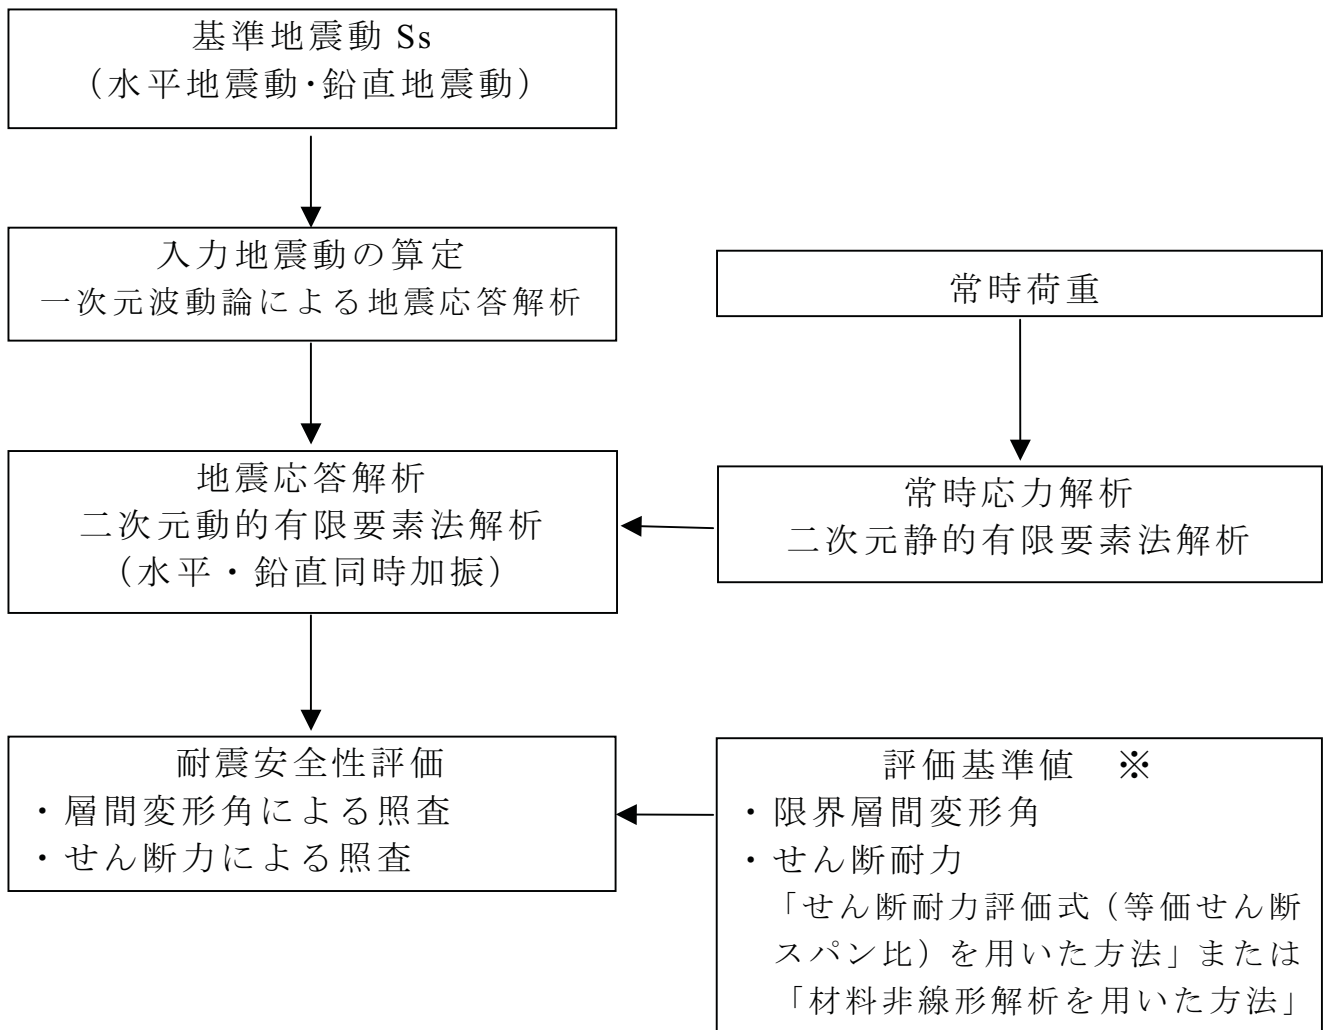 基準地震動 Ss
(水平地震動･鉛直地震動)
入力地震動の算定
一次元波動論による地震応答解析
常時荷重
地震応答解析
二次元動的有限要素法解析
(水平・鉛直同時加振)
常時応力解析
二次元静的有限要素法解析
耐震安全性評価
・層間変形角による照査
・せん断力による照査
評価基準値　※
・限界層間変形角
・せん断耐力
「せん断耐力評価式(等価せん断
スパン比)を用いた方法」または
「材料非線形解析を用いた方法」